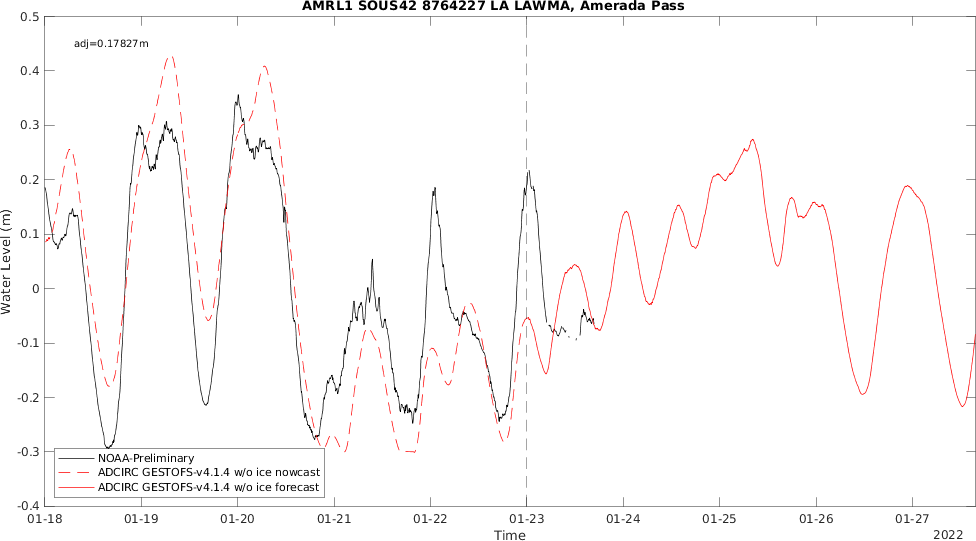 AMRL1 SOUS42 8764227 LA LAWMA, Amerada Pass
adj=0.17827m
0.5
0.4
0.3
0.2
0.1
0
-0.1
-0.2
-0.3
-0.4
Water Level (m)
NOAA-Preliminary
ADCIRC GESTOFS-v4.1.4 w/o ice nowcast
ADCIRC GESTOFS-v4.1.4 w/o ice forecast
01-18 01-19 01-20 01-21 01-22 01-23 01-24 01-25 01-26 01-27
Time
2022